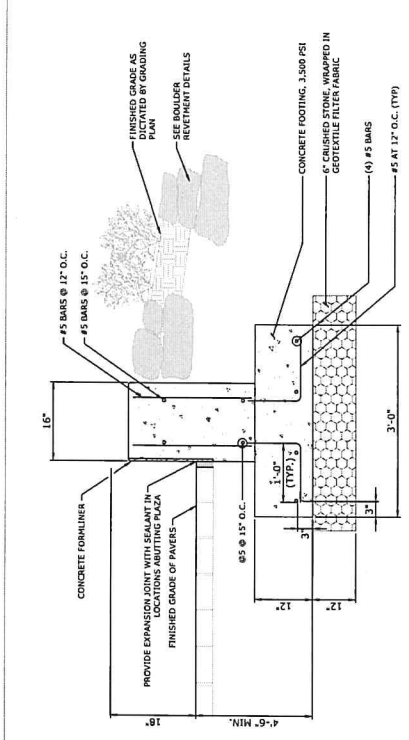 FINISHED GRADE AS
DICTATED BY GRADING
PLAN
SEE BOULDER
REVETMENT DETAILS
CONCRETE FOOTING, 3,500 PSI
6" CRUSHED STONE, WRAPPED IN
GEOTEXTILE FILTER FABRIC
(4) #5 BARS
#5 AT 12" O.C. (TYP)
#5 BARS @ 12" O.C.
#5 BARS @ 15" O.C.
16"
CONCRETE FORMLINER
PROVIDE EXPANSION JOINT WITH SEALANT IN
LOCATIONS ABUTTING PLAZA
FINISHED GRADE OF PAVERS
@5 @ 15" O.C.
1'-0"
(TYP.)
3"
3"
3'-0"
12"
12"
18"
4'-6" MIN.